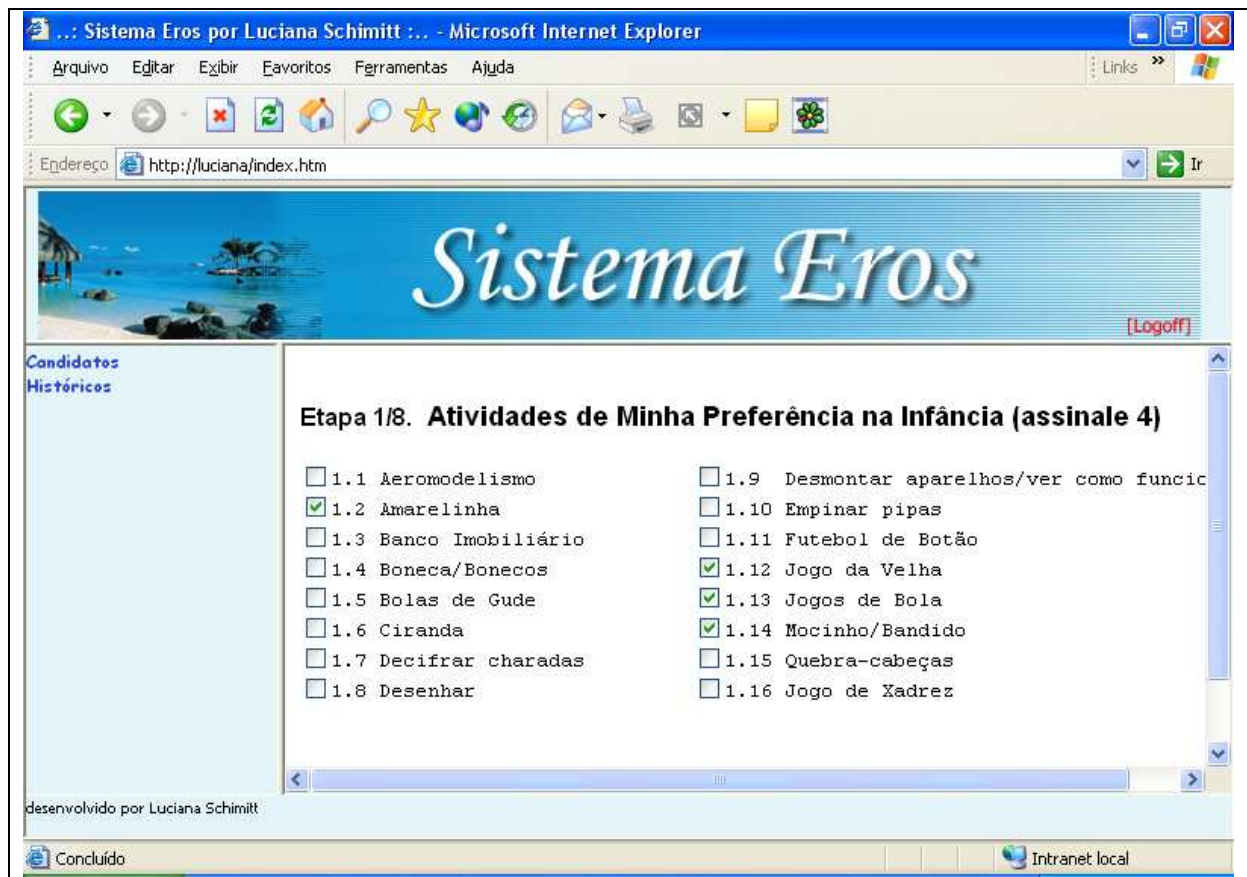 ..: Sistema Eros por Luciana Schimitt :.. - Microsoft Internet Explorer
Arquivo Editar Exibir Favoritos Ferramentas Ajuda Links »
Endereço http://luciana/index.htm Ir
Sistema Eros
[Logoff]
Candidatos
Históricos
Etapa 1/8. Atividades de Minha Preferência na Infância (assinale 4)
1.1 Aeromodelismo
1.2 Amarelinha
1.3 Banco Imobiliário
1.4 Boneca/Bonecos
1.5 Bolas de Gude
1.6 Ciranda
1.7 Decifrar charadas
1.8 Desenhar
1.9 Desmontar aparelhos/ver como funcic
1.10 Empinar pipas
1.11 Futebol de Botão
1.12 Jogo da Velha
1.13 Jogos de Bola
1.14 Mocinho/Bandido
1.15 Quebra-cabeças
1.16 Jogo de Xadrez
desenvolvido por Luciana Schimitt
Concluído Intranet local